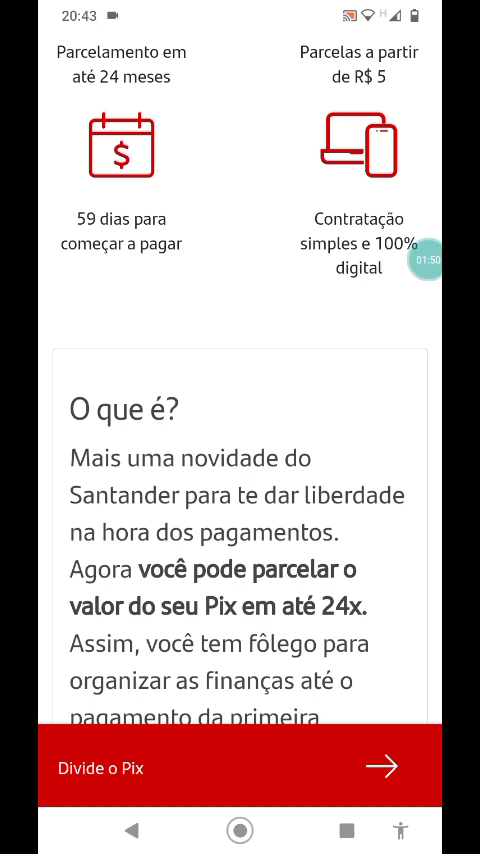 20:43
H
Parcelamento em
até 24 meses
Parcelas a partir
de R$ 5
$
59 dias para
começar a pagar
Contratação
simples e 100%
digital
01:50
O que é?
Mais uma novidade do
Santander para te dar liberdade
na hora dos pagamentos.
Agora você pode parcelar o
valor do seu Pix em até 24x.
Assim, você tem fôlego para
organizar as finanças até o
pagamento da primeira
Divide o Pix